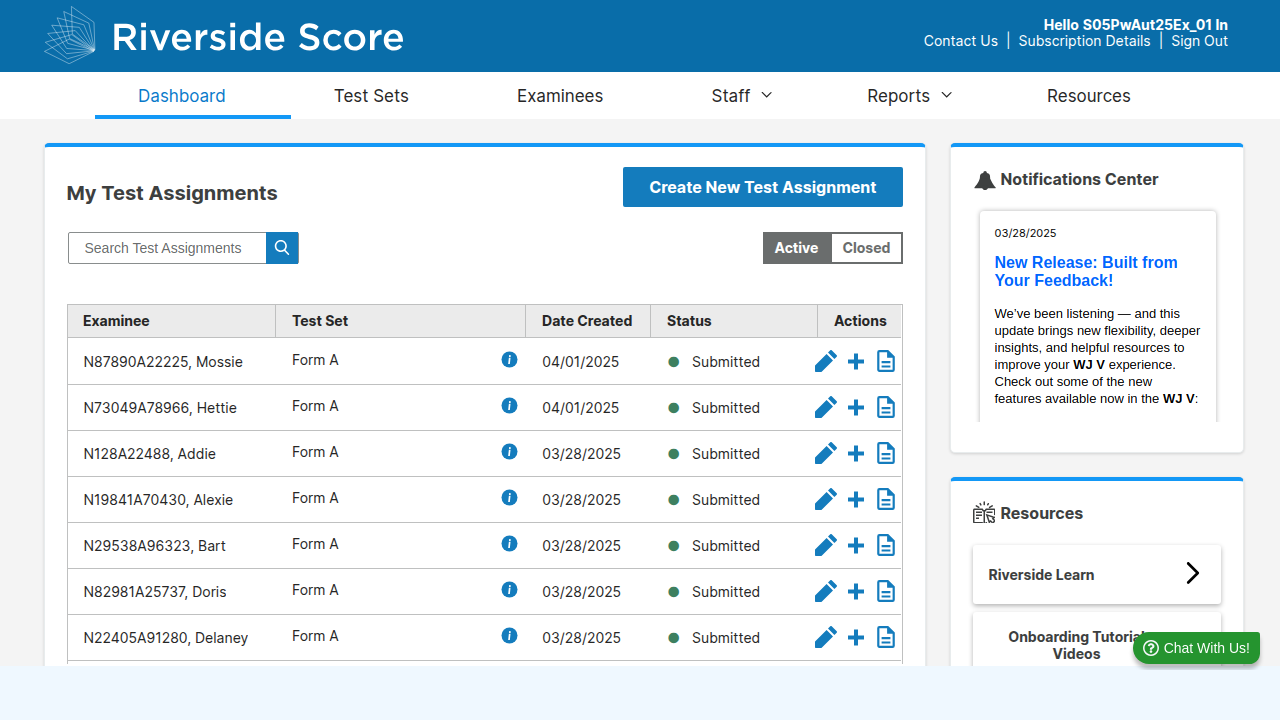 Riverside Score
Hello S05PwAut25Ex_01 In
Contact Us | Subscription Details | Sign Out
Dashboard Test Sets Examinees Staff Reports Resources
My Test Assignments
Create New Test Assignment
Search Test Assignments
Active Closed
Examinee Test Set Date Created Status Actions
N87890A22225, Mossie Form A 04/01/2025 Submitted
N73049A78966, Hettie Form A 04/01/2025 Submitted
N128A22488, Addie Form A 03/28/2025 Submitted
N19841A70430, Alexie Form A 03/28/2025 Submitted
N29538A96323, Bart Form A 03/28/2025 Submitted
N82981A25737, Doris Form A 03/28/2025 Submitted
N22405A91280, Delaney Form A 03/28/2025 Submitted
Notifications Center
03/28/2025
New Release: Built from
Your Feedback!
We’ve been listening — and this
update brings new flexibility, deeper
insights, and helpful resources to
improve your WJ V experience.
Check out some of the new
features available now in the WJ V:
Resources
Riverside Learn
Onboarding Tutorial
Videos
Chat With Us!